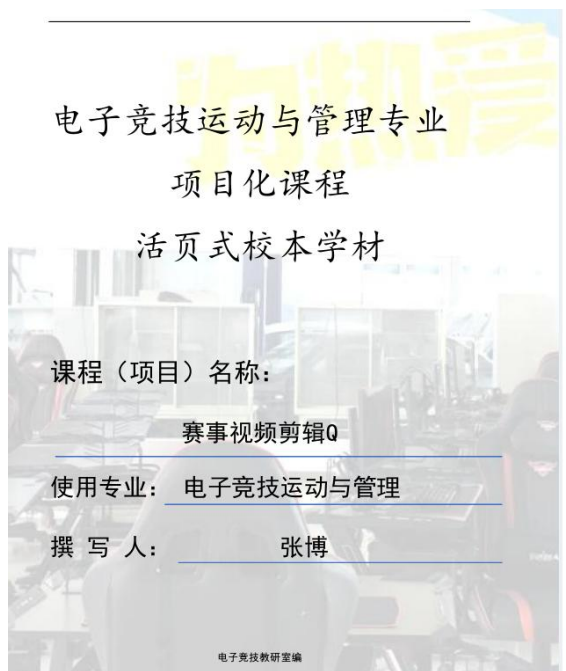 为热爱
电子竞技运动与管理专业
项目化课程
活页式校本学材
课程（项目）名称：
赛事视频剪辑Q
使用专业： 电子竞技运动与管理
撰 写 人： 张博
电子竞技教研室编